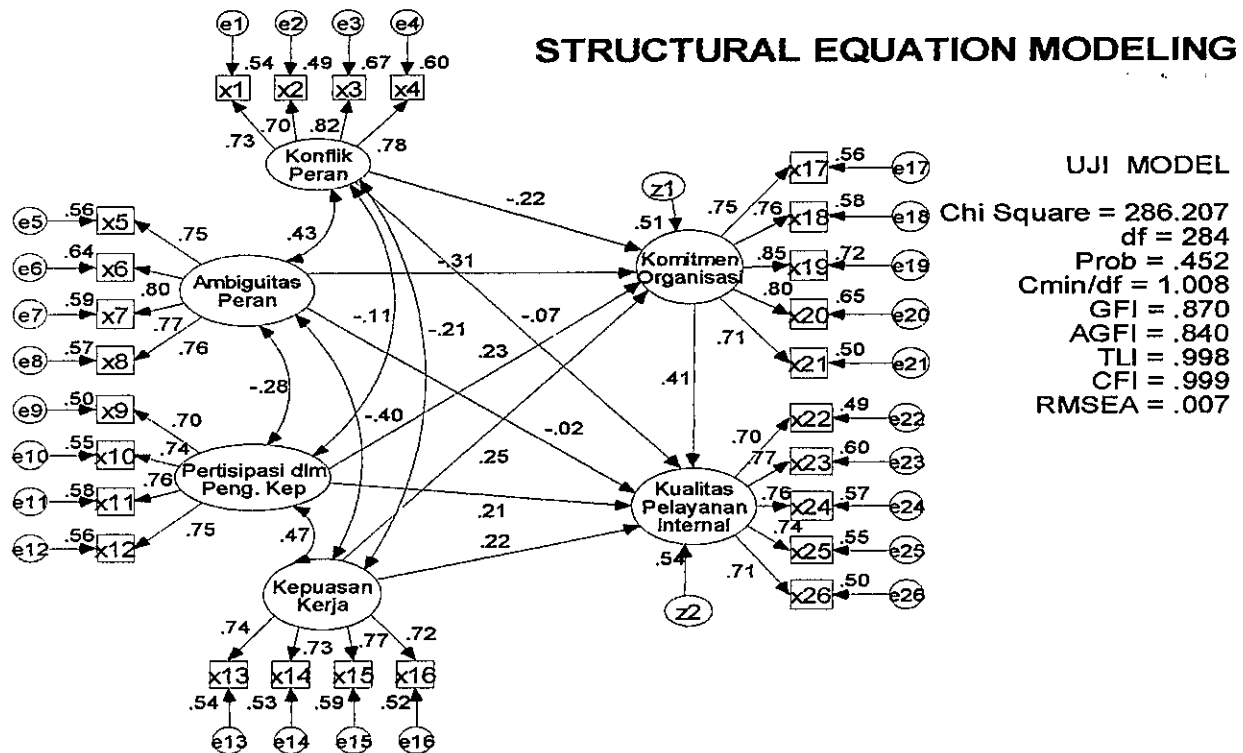 STRUCTURAL EQUATION MODELING
UJI MODEL
Chi Square = 286.207
df = 284
Prob = .452
Cmin/df = 1.008
GFI = .870
AGFI = .840
TLI = .998
CFI = .999
RMSEA = .007
e1 e2 e3 e4
.54 .49 .67 .60
x1 x2 x3 x4
.73 .70 .82 .78
Konflik
Peran
e5 .56 x5 .75
e6 .64 x6 .80
e7 .59 x7 .77
e8 .57 x8 .76
Ambiguitas
Peran
e9 .50 x9 .70
e10 .55 x10 .74
e11 .58 x11 .76
e12 .56 x12 .75
Pertisipasi dlm
Peng. Kep
Kepuasan
Kerja
.74 .73 .77 .72
x13 x14 x15 x16
.54 .53 .59 .52
e13 e14 e15 e16
.43
-.11
-.21
-.28
-.40
.47
-.22
-.31
-.07
.23
.25
-.02
.21
.22
.41
z1
.51
Komitmen
Organisasi
.75 x17 .56 e17
.76 x18 .58 e18
.85 x19 .72 e19
.80 x20 .65 e20
.71 x21 .50 e21
Kualitas
Pelayanan
Internal
.54
z2
.70 x22 .49 e22
.77 x23 .60 e23
.76 x24 .57 e24
.74 x25 .55 e25
.71 x26 .50 e26